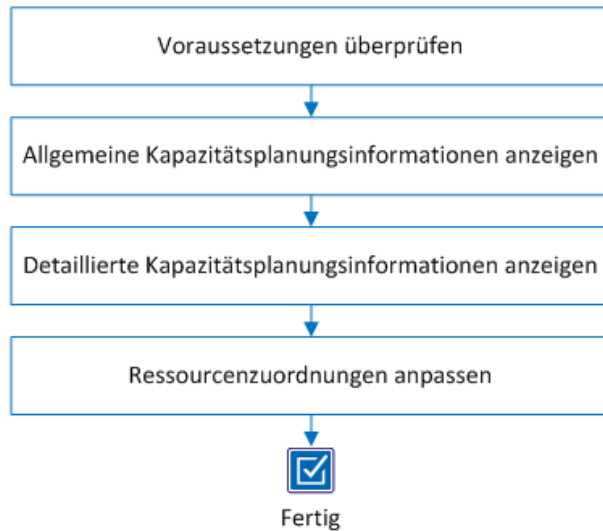 Voraussetzungen überprüfen
Allgemeine Kapazitätsplanungsinformationen anzeigen
Detaillierte Kapazitätsplanungsinformationen anzeigen
Ressourcenzuordnungen anpassen
Fertig